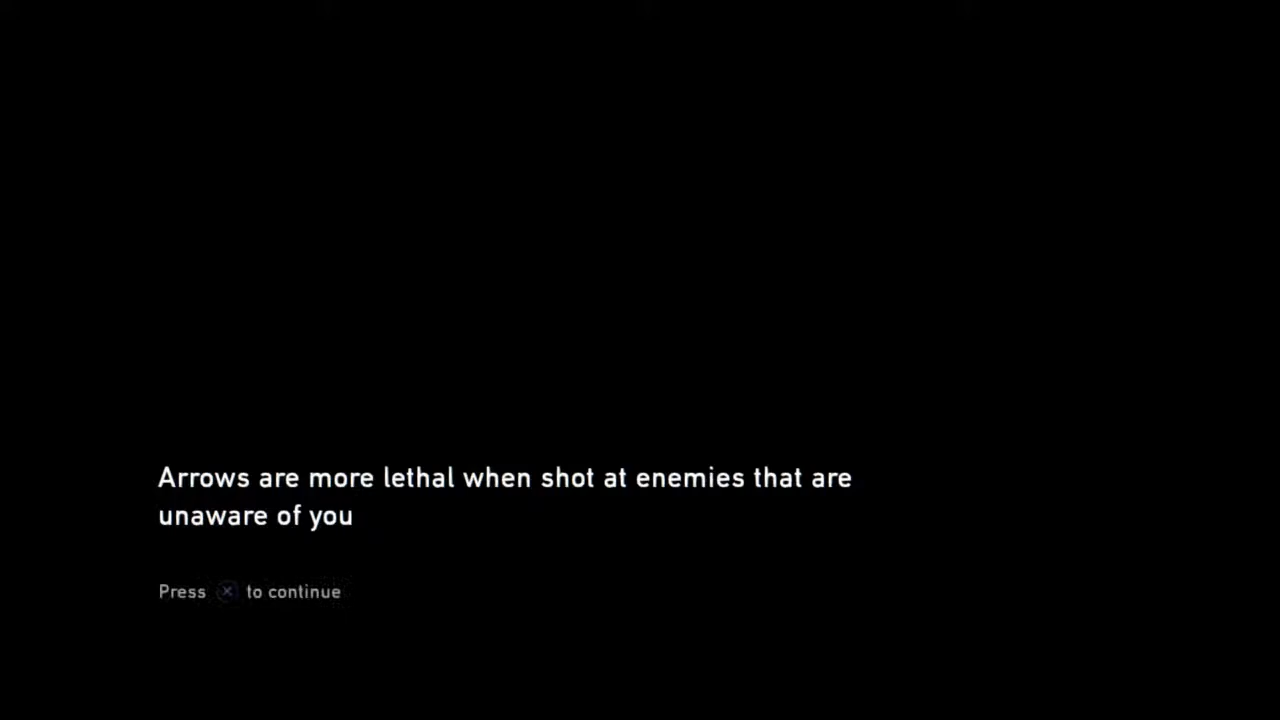 Arrows are more lethal when shot at enemies that are
unaware of you
Press ⓧ to continue